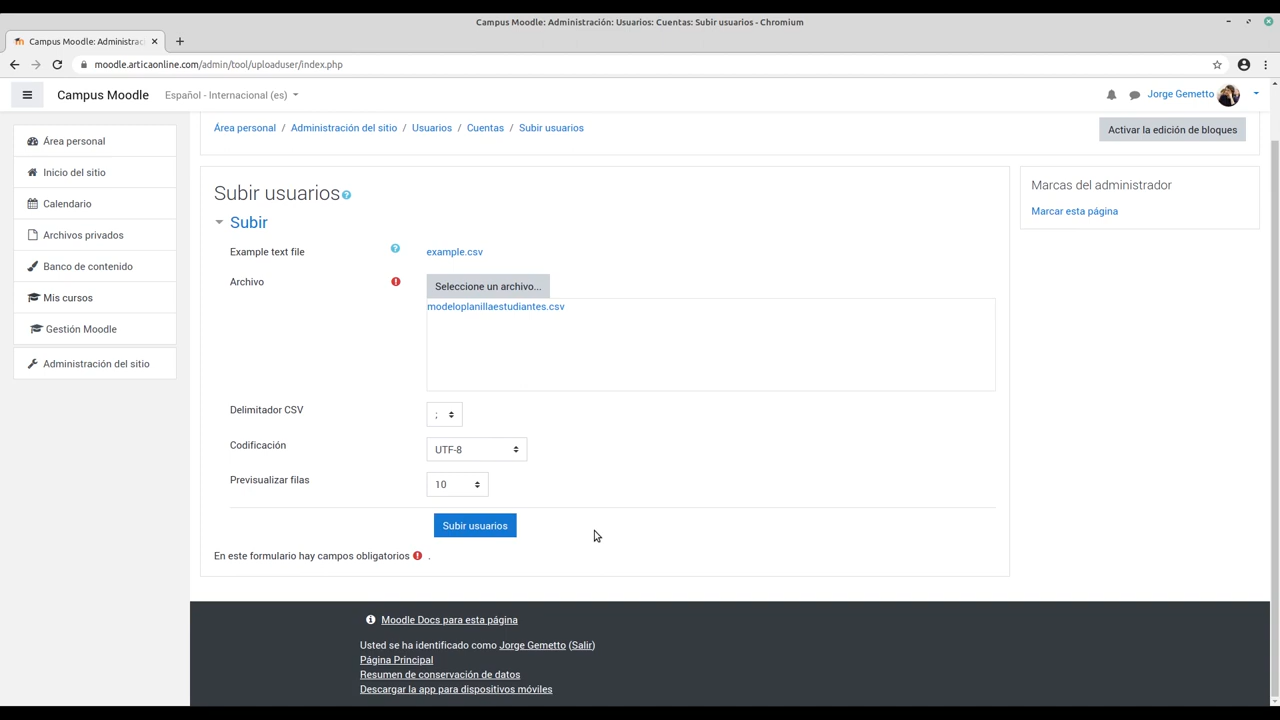 Campus Moodle: Administración: Usuarios: Cuentas: Subir usuarios - Chromium
Campus Moodle: Administrac
moodle.articaonline.com/admin/tool/uploaduser/index.php
Campus Moodle
Español - Internacional (es)
Jorge Gemetto
Área personal
Inicio del sitio
Calendario
Archivos privados
Banco de contenido
Mis cursos
Gestión Moodle
Administración del sitio
Área personal / Administración del sitio / Usuarios / Cuentas / Subir usuarios
Activar la edición de bloques
Subir usuarios
Subir
Example text file
example.csv
Archivo
Seleccione un archivo...
modeloplanillaestudiantes.csv
Delimitador CSV
;
Codificación
UTF-8
Previsualizar filas
10
Subir usuarios
En este formulario hay campos obligatorios .
Marcas del administrador
Marcar esta página
Moodle Docs para esta página
Usted se ha identificado como Jorge Gemetto (Salir)
Página Principal
Resumen de conservación de datos
Descargar la app para dispositivos móviles